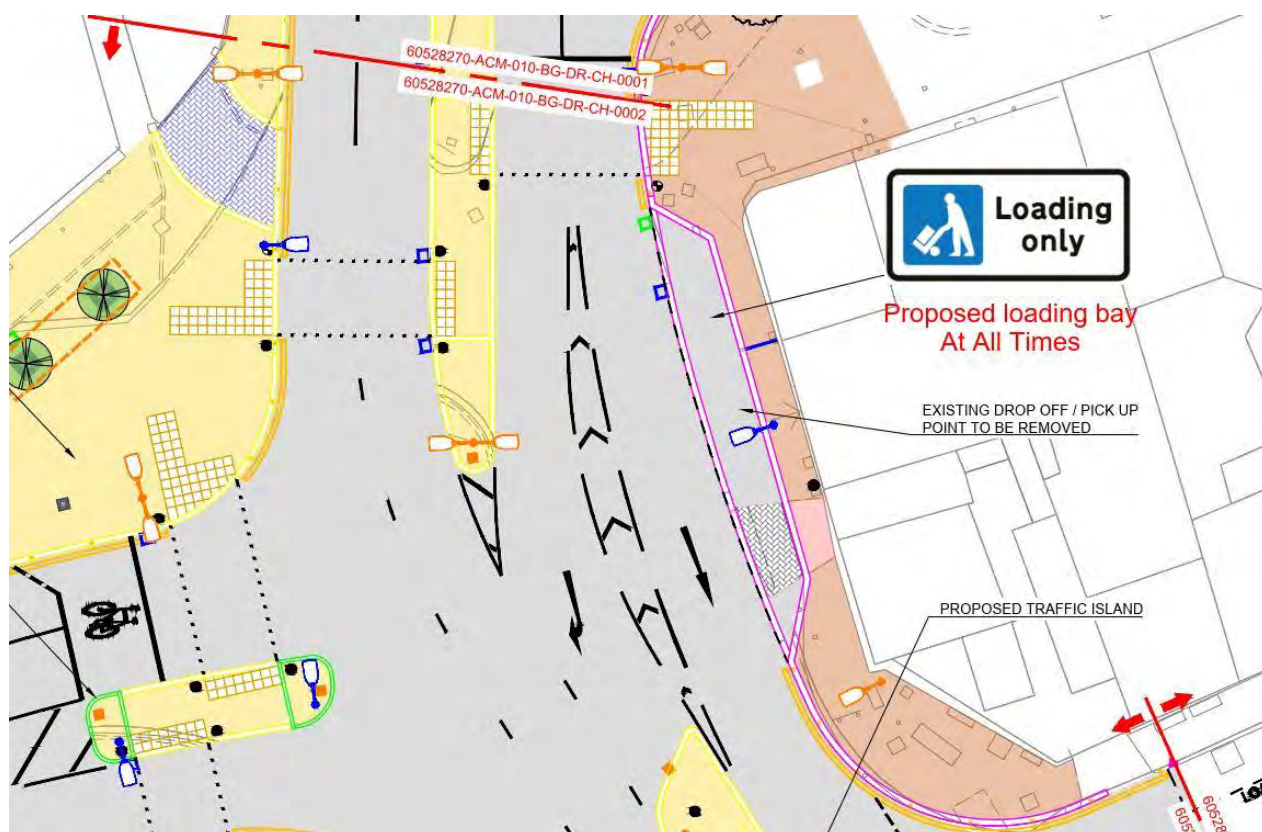 60528270-ACM-010-BG-DR-CH-0001
60528270-ACM-010-BG-DR-CH-0002
Loading
only
Proposed loading bay
At All Times
EXISTING DROP OFF / PICK UP
POINT TO BE REMOVED
PROPOSED TRAFFIC ISLAND